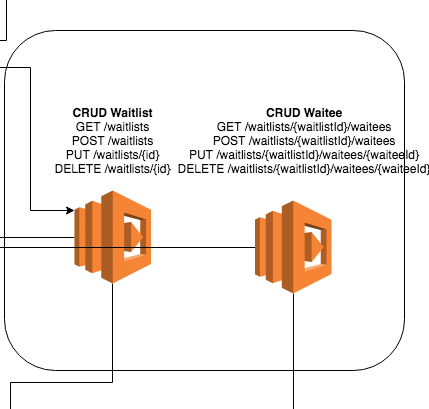 CRUD Waitlist
GET /waitlists
POST /waitlists
PUT /waitlists/{id}
DELETE /waitlists/{id}
CRUD Waitee
GET /waitlists/{waitlistId}/waitees
POST /waitlists/{waitlistId}/waitees
PUT /waitlists/{waitlistId}/waitees/{waiteeId}
DELETE /waitlists/{waitlistId}/waitees/{waiteeId}